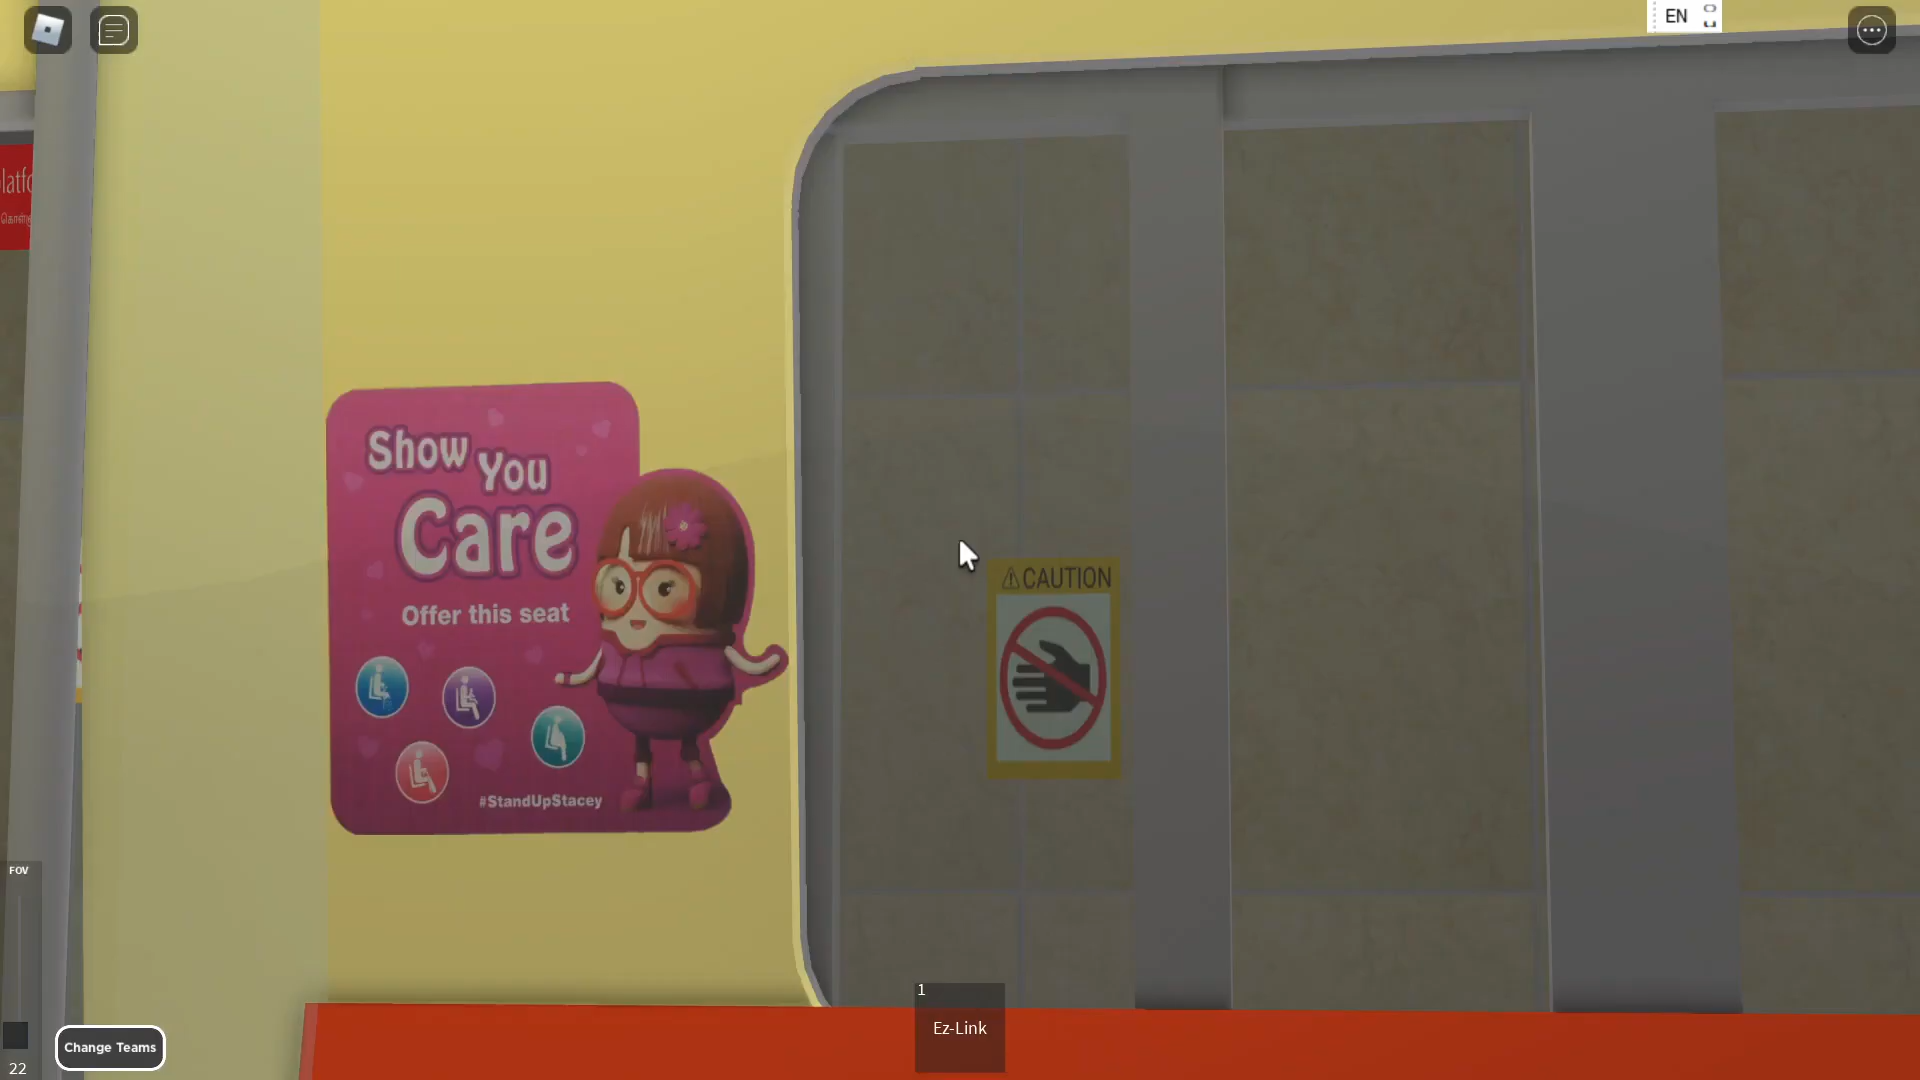 EN
Show You
Care
Offer this seat
#StandUpStacey
⚠CAUTION
FOV
22
Change Teams
1
Ez-Link